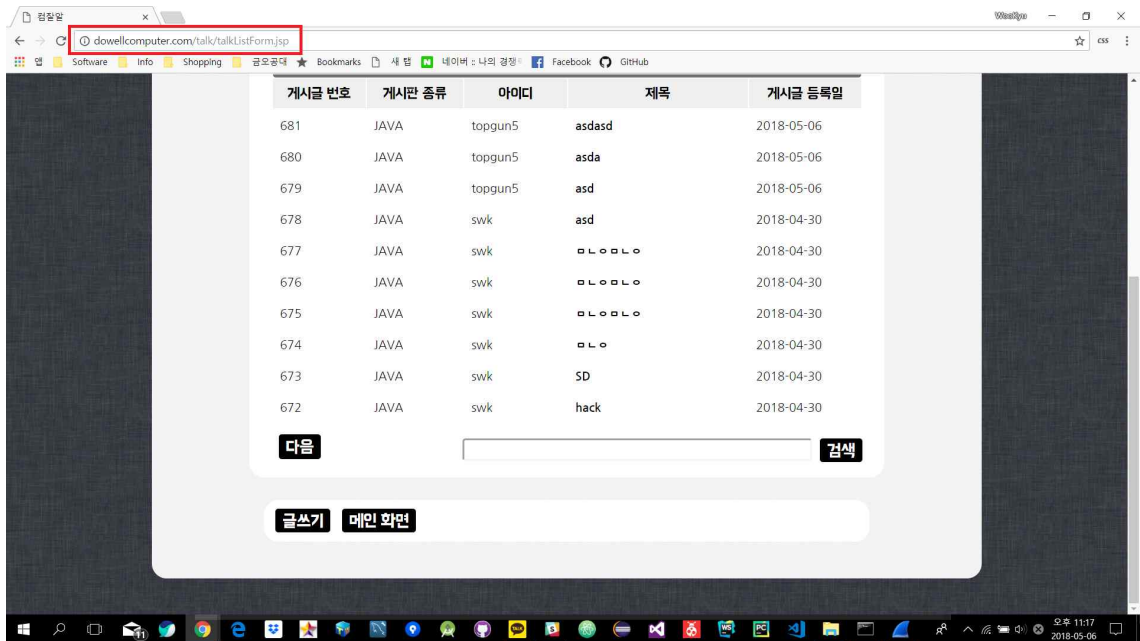 컴잘알
WooKyu
dowellcomputer.com/talk/talkListForm.jsp
css
앱 Software Info Shopping 금오공대 Bookmarks 새 탭 네이버 :: 나의 경쟁 Facebook GitHub
게시글 번호 게시판 종류 아이디 제목 게시글 등록일
681 JAVA topgun5 asdasd 2018-05-06
680 JAVA topgun5 asda 2018-05-06
679 JAVA topgun5 asd 2018-05-06
678 JAVA swk asd 2018-04-30
677 JAVA swk ㅁㄴㅇㅁㄴㅇ 2018-04-30
676 JAVA swk ㅁㄴㅇㅁㄴㅇ 2018-04-30
675 JAVA swk ㅁㄴㅇㅁㄴㅇ 2018-04-30
674 JAVA swk ㅁㄴㅇ 2018-04-30
673 JAVA swk SD 2018-04-30
672 JAVA swk hack 2018-04-30
다음 검색
글쓰기 메인 화면
오후 11:17
2018-05-06